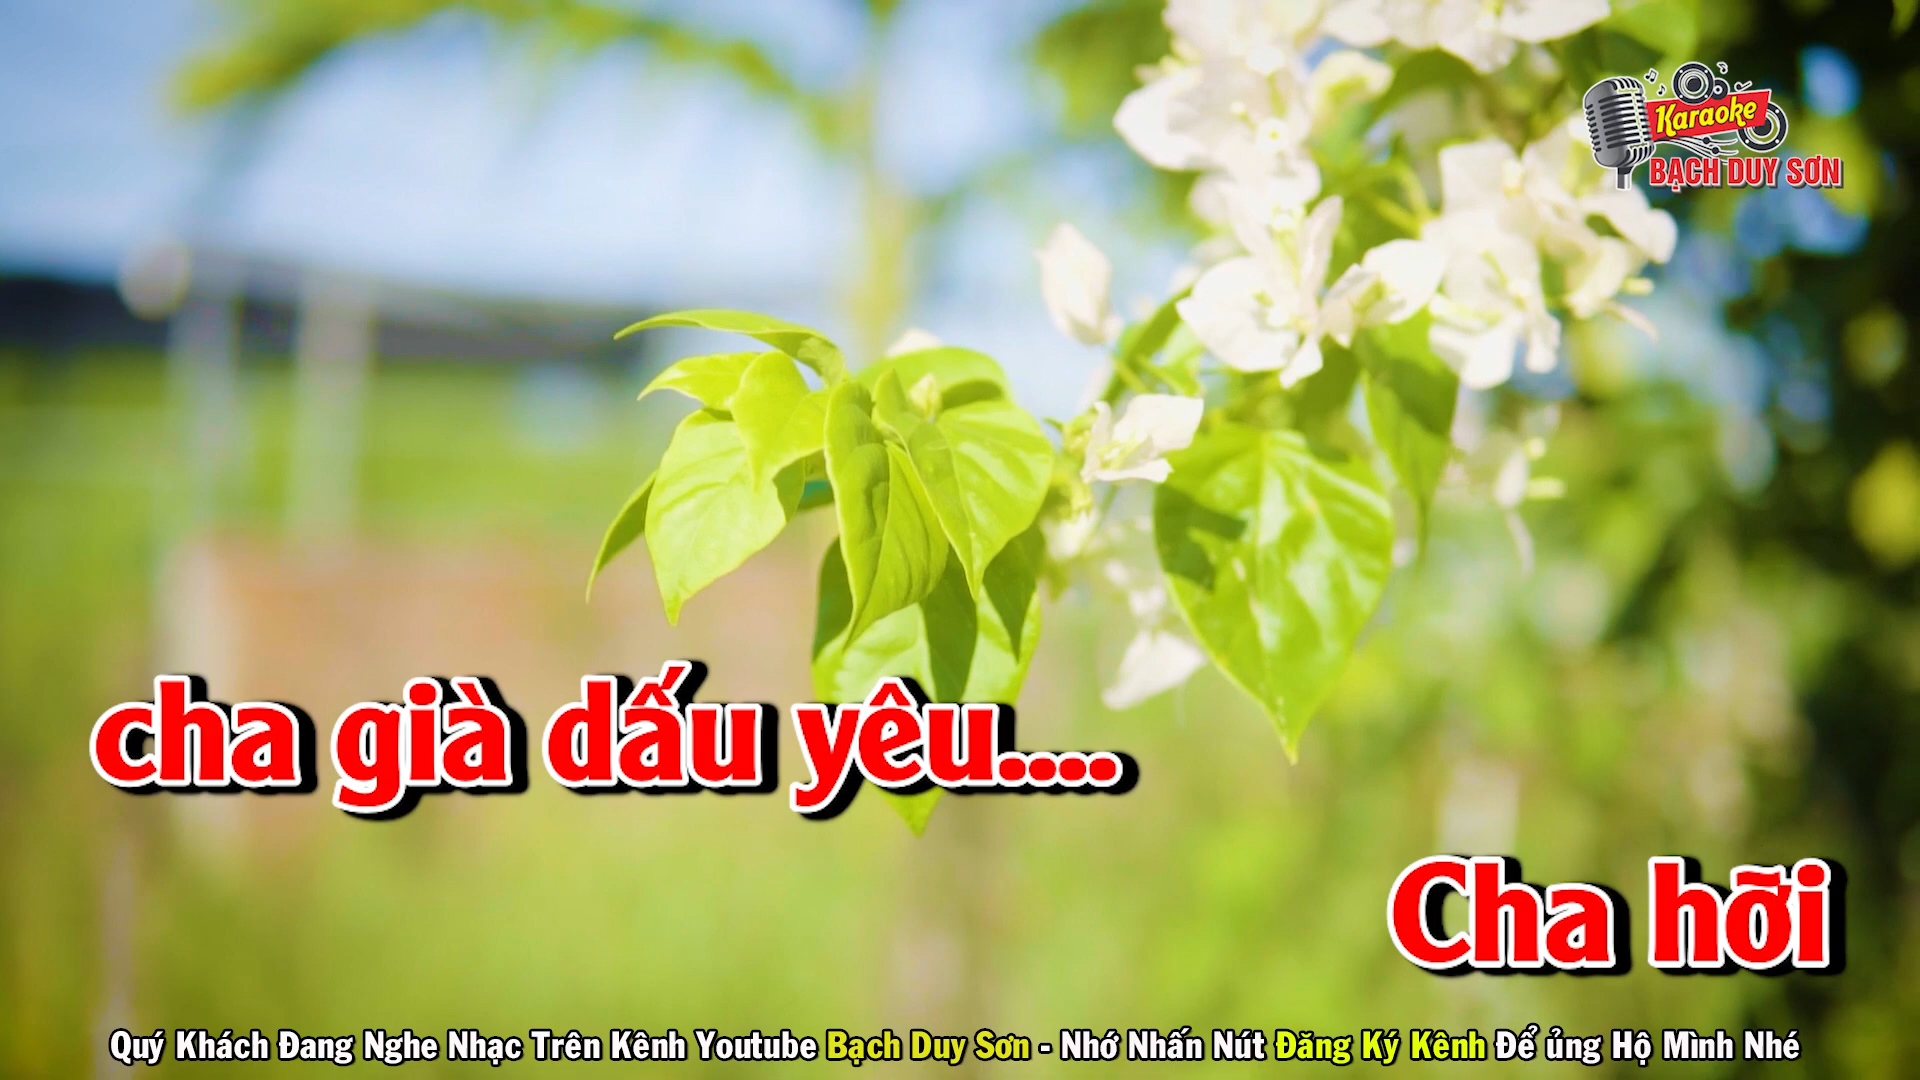 Karaoke
BẠCH DUY SƠN
cha già dấu yêu....
Cha hỡi
Quý Khách Đang Nghe Nhạc Trên Kênh Youtube Bạch Duy Sơn - Nhớ Nhấn Nút Đăng Ký Kênh Để ủng Hộ Mình Nhé